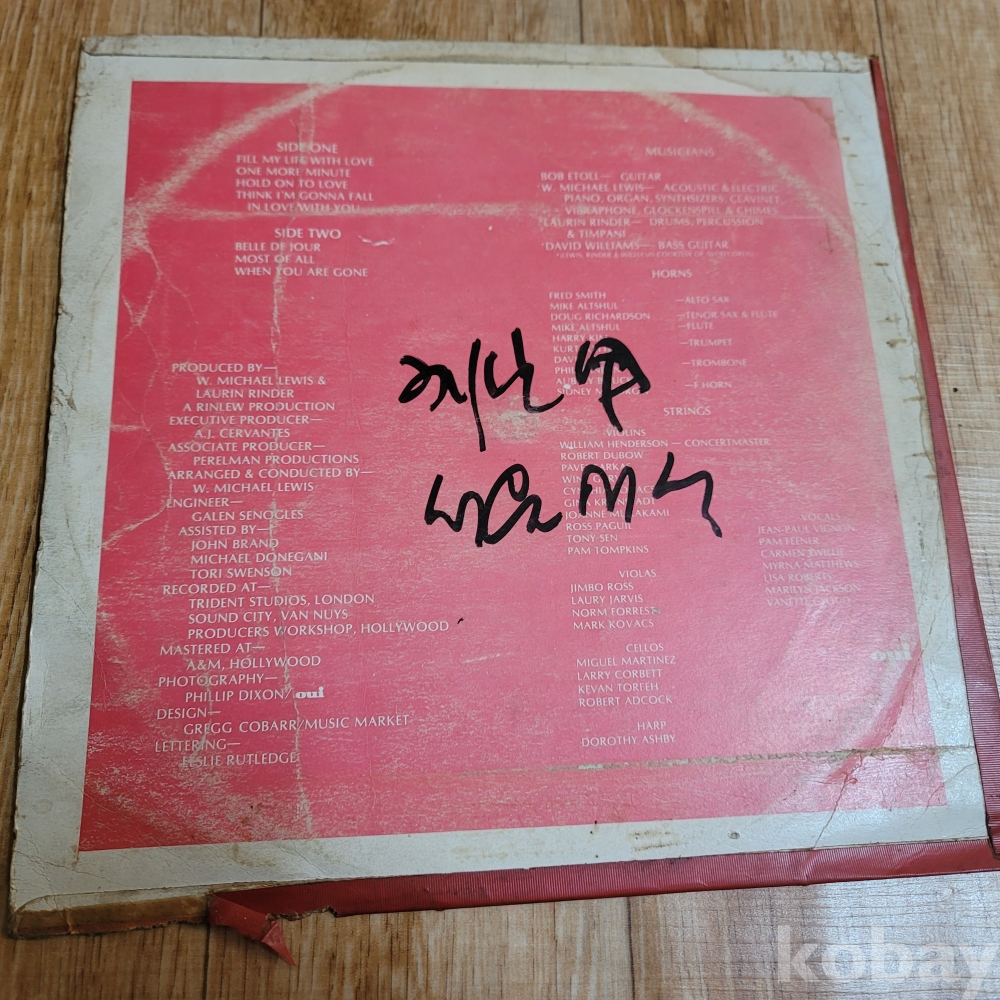 SIDE ONE
FILL MY LIFE WITH LOVE
ONE MORE MINUTE
HOLD ON TO LOVE
THINK I'M GONNA FALL
IN LOVE WITH YOU
SIDE TWO
BELLE DE JOUR
MOST OF ALL
WHEN YOU ARE GONE
PRODUCED BY—
W. MICHAEL LEWIS &
LAURIN RINDER
A RINLEW PRODUCTION
EXECUTIVE PRODUCER—
A.J. CERVANTES
ASSOCIATE PRODUCER—
PERELMAN PRODUCTIONS
ARRANGED & CONDUCTED BY—
W. MICHAEL LEWIS
ENGINEER—
GALEN SENOGLES
ASSISTED BY—
JOHN BRAND
MICHAEL DONEGANI
TORI SWENSON
RECORDED AT—
TRIDENT STUDIOS, LONDON
SOUND CITY, VAN NUYS
PRODUCERS WORKSHOP, HOLLYWOOD
MASTERED AT—
A&M, HOLLYWOOD
PHOTOGRAPHY—
PHILLIP DIXON/oui
DESIGN—
GREGG COBARR/MUSIC MARKET
LETTERING—
LESLIE RUTLEDGE
MUSICIANS
BOB ETOLL— GUITAR
W. MICHAEL LEWIS— ACOUSTIC & ELECTRIC
PIANO, ORGAN, SYNTHSIZERS, CLAVINET
VIBRAPHONE, GLOCKENSPIEL & CHIMES
*LAURIN RINDER— DRUMS, PERCUSSION
& TIMPANI
*DAVID WILLIAMS— BASS GUITAR
HORNS
FRED SMITH
MIKE ALTSHUL —ALTO SAX
DOUG RICHARDSON —TENOR SAX & FLUTE
MIKE ALTSHUL —FLUTE
HARRY
KURT —TRUMPET
—TROMBONE
—F HORN
STRINGS
VIOLINS
WILLIAM HENDERSON — CONCERTMASTER
ROBERT DUBOW
JOANNE
ROSS PAGUE
TONY SEN
PAM TOMPKINS
VIOLAS
JIMBO ROSS
LAURY JARVIS
NORM FORREST
MARK KOVACS
CELLOS
MIGUEL MARTINEZ
LARRY CORBETT
KEVAN TORFEH
ROBERT ADCOCK
HARP
DOROTHY ASHBY
VOCALS
JEAN-PAUL VIGNON
PAM FEENER
CARMEN TWILLIE
MYRNA MATTHEWS
LISA ROBERTS
MARILYN JACKSON
oui
kobay